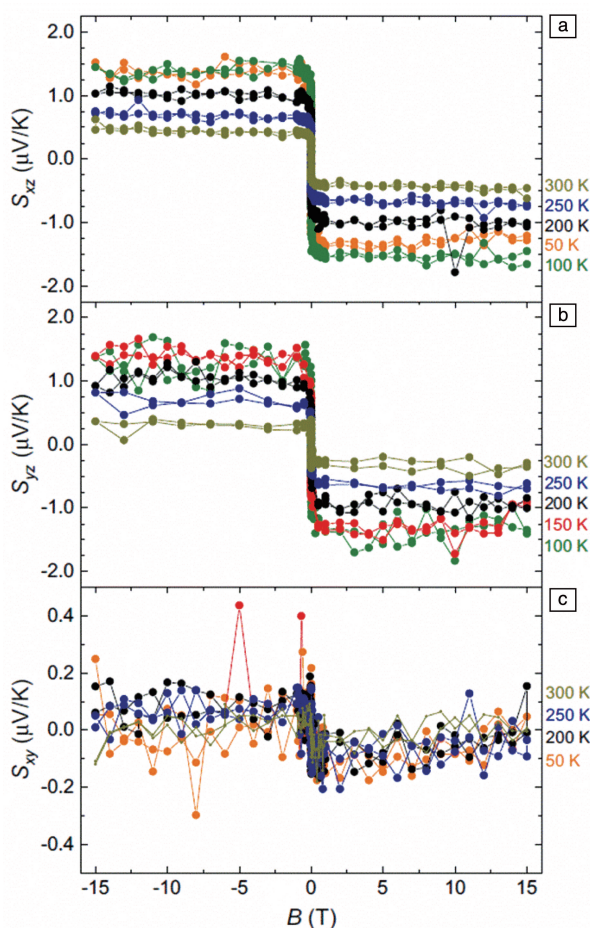 a
2.0
1.0
0.0
-1.0
-2.0
S_xz (μV/K)
300 K
250 K
200 K
50 K
100 K
b
2.0
1.0
0.0
-1.0
-2.0
S_yz (μV/K)
300 K
250 K
200 K
150 K
100 K
c
0.4
0.2
0.0
-0.2
-0.4
S_xy (μV/K)
300 K
250 K
200 K
50 K
-15 -10 -5 0 5 10 15
B (T)